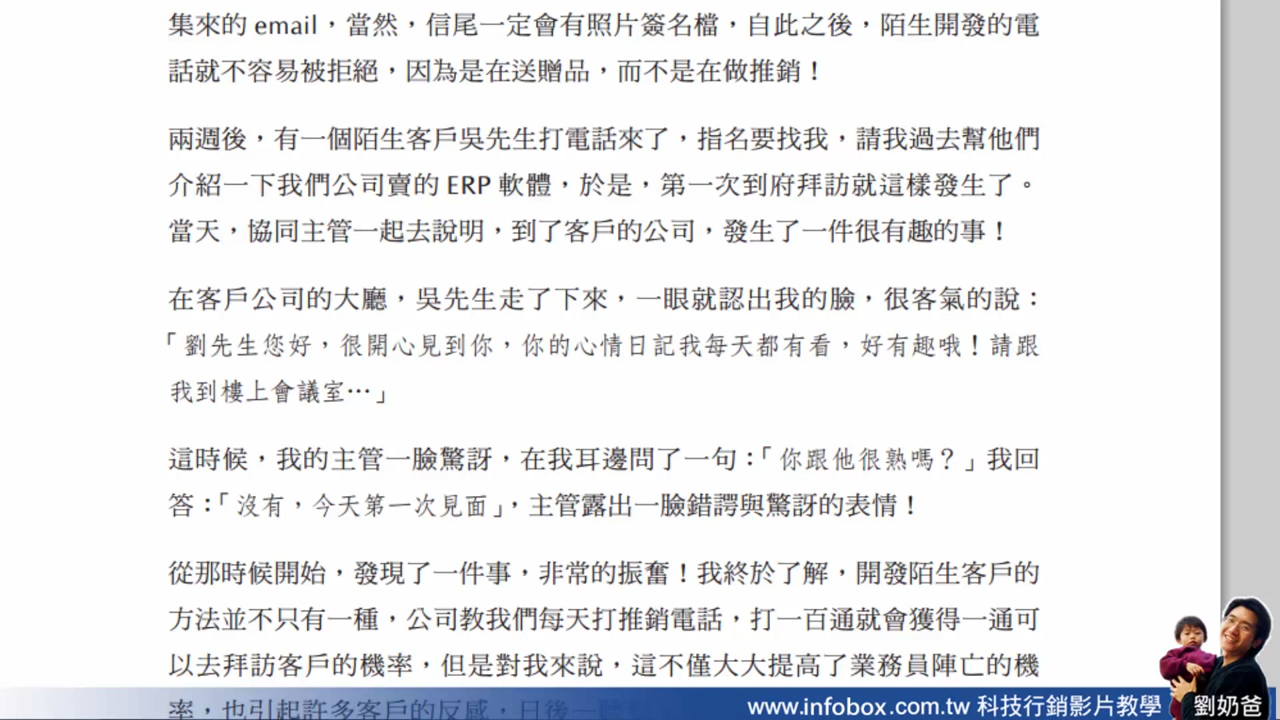 集來的 email，當然，信尾一定會有照片簽名檔，自此之後，陌生開發的電
話就不容易被拒絕，因為是在送贈品，而不是在做推銷！
兩週後，有一個陌生客戶吳先生打電話來了，指名要找我，請我過去幫他們
介紹一下我們公司賣的 ERP 軟體，於是，第一次到府拜訪就這樣發生了。
當天，協同主管一起去說明，到了客戶的公司，發生了一件很有趣的事！
在客戶公司的大廳，吳先生走了下來，一眼就認出我的臉，很客氣的說：
「劉先生您好，很開心見到你，你的心情日記我每天都有看，好有趣哦！請跟
我到樓上會議室…」
這時候，我的主管一臉驚訝，在我耳邊問了一句：「你跟他很熟嗎？」我回
答：「沒有，今天第一次見面」，主管露出一臉錯諤與驚訝的表情！
從那時候開始，發現了一件事，非常的振奮！我終於了解，開發陌生客戶的
方法並不只有一種，公司教我們每天打推銷電話，打一百通就會獲得一通可
以去拜訪客戶的機率，但是對我來說，這不僅大大提高了業務員陣亡的機
率，也引起許多客戶的反感，日後一
www.infobox.com.tw 科技行銷影片教學
劉奶爸